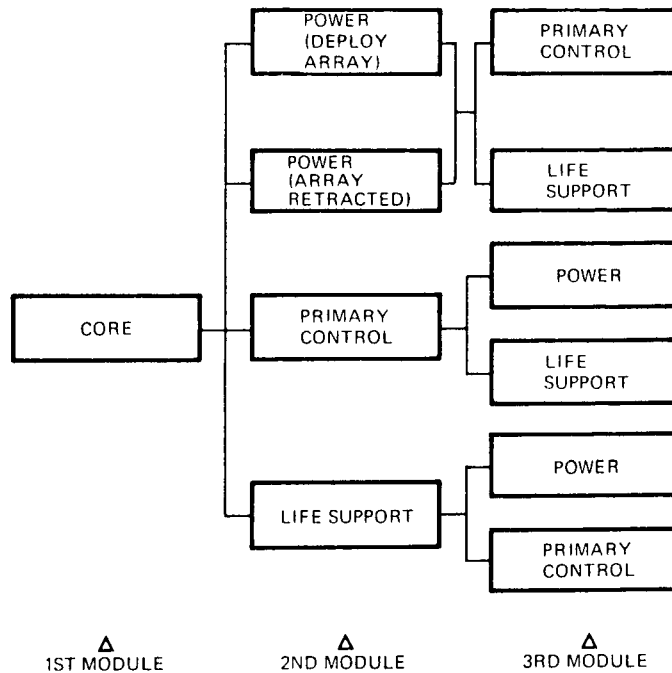 POWER
(DEPLOY
ARRAY)
PRIMARY
CONTROL
POWER
(ARRAY
RETRACTED)
LIFE
SUPPORT
POWER
CORE
PRIMARY
CONTROL
LIFE
SUPPORT
POWER
LIFE SUPPORT
PRIMARY
CONTROL
Δ
1ST MODULE
Δ
2ND MODULE
Δ
3RD MODULE